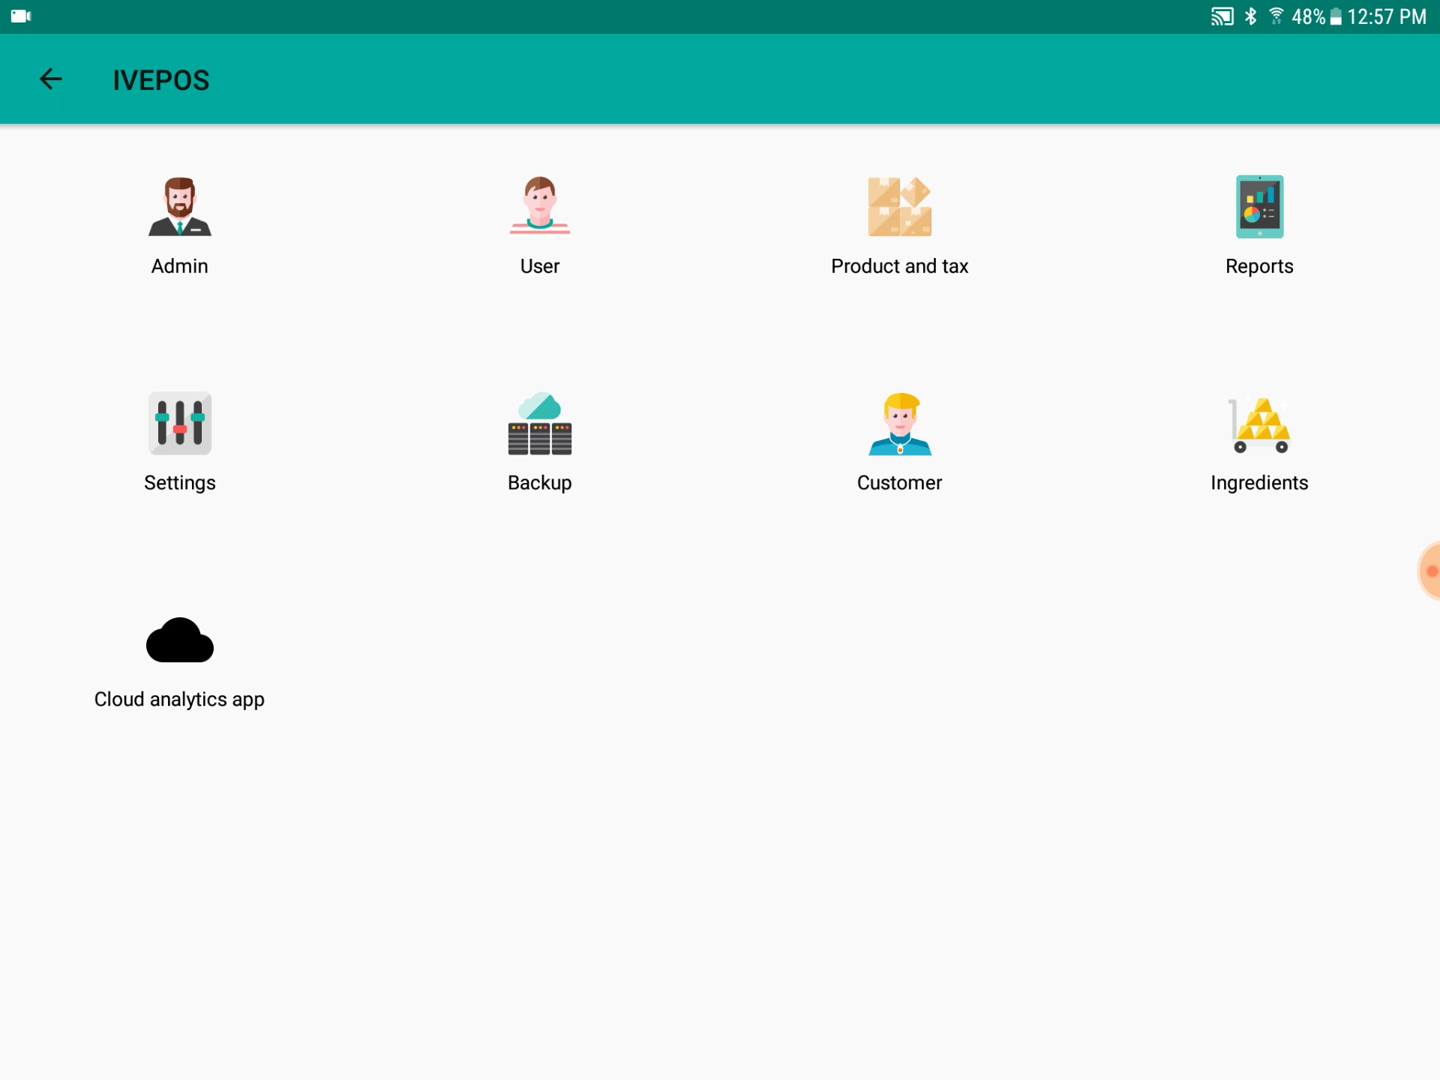 48% 12:57 PM
IVEPOS
Admin User Product and tax Reports
Settings Backup Customer Ingredients
Cloud analytics app